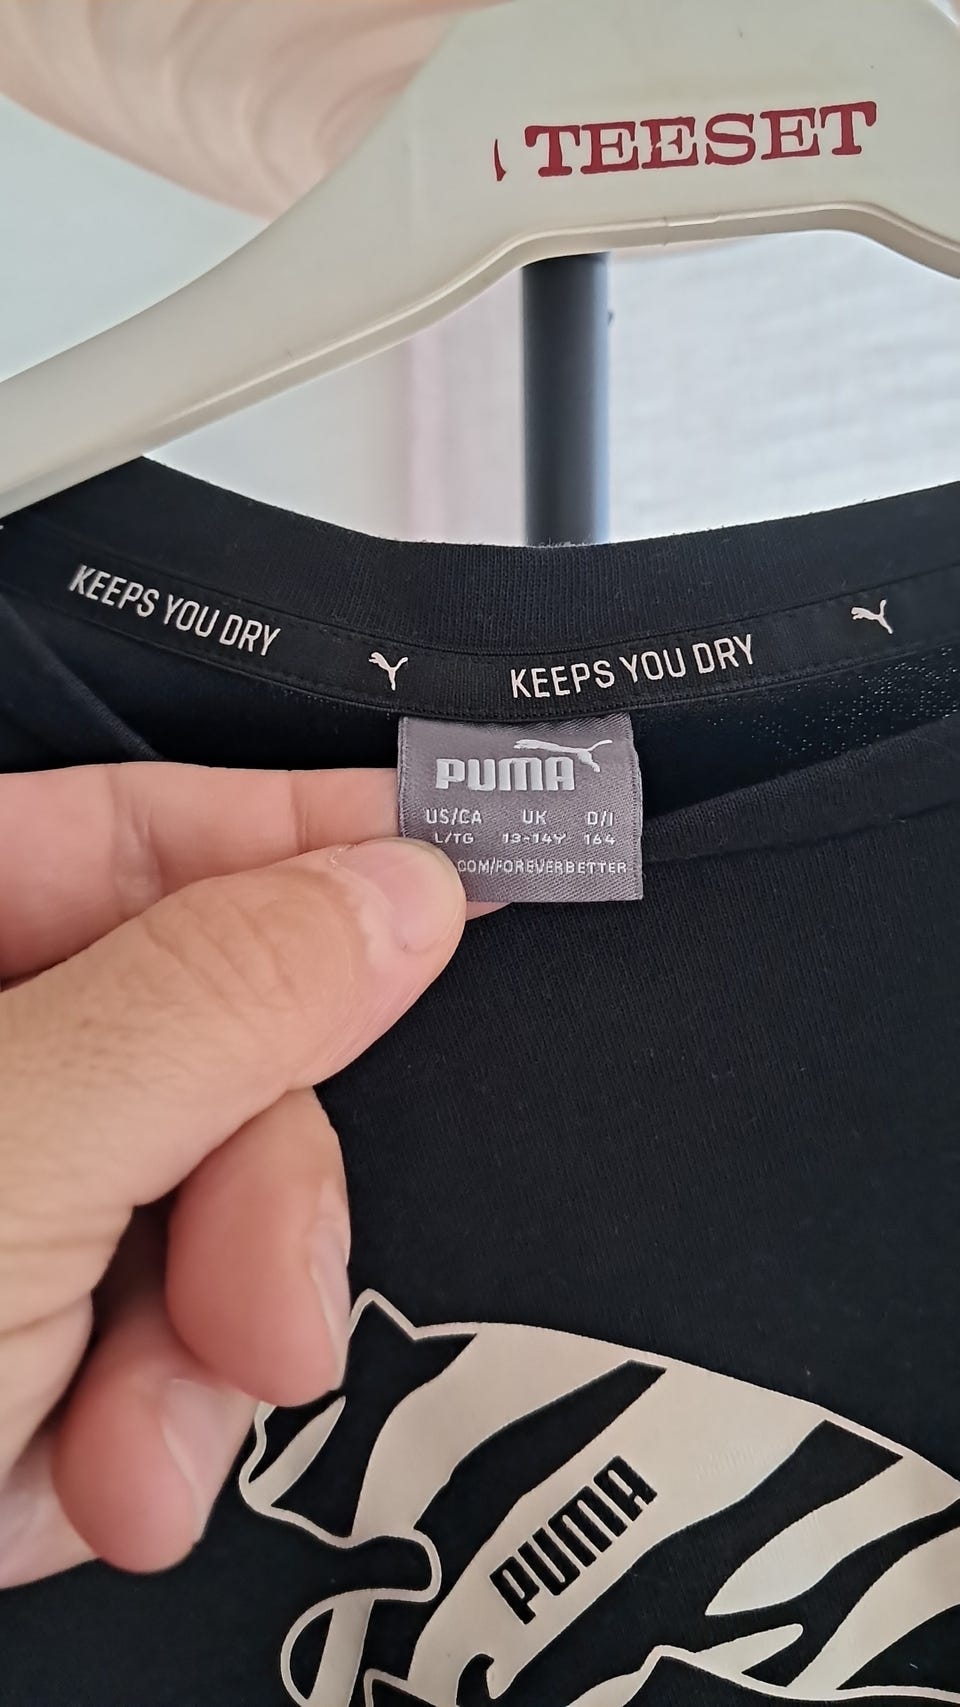 TEESET
KEEPS YOU DRY
KEEPS YOU DRY
PUMA
US/CA UK D/I
L/TG 13-14Y 164
COM/FOREVERBETTER
PUMA